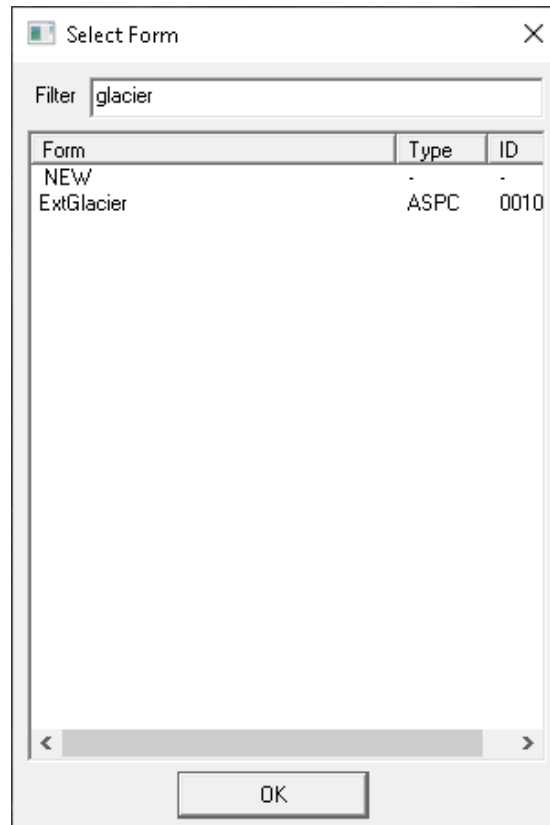 Select Form
Filter glacier
Form Type ID
NEW - -
ExtGlacier ASPC 0010
OK